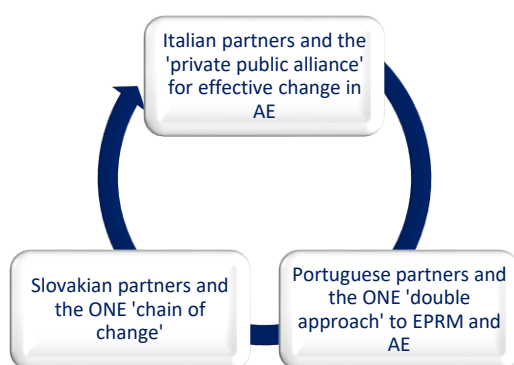 Italian partners and the
'private public alliance'
for effective change in
AE
Slovakian partners and
the ONE 'chain of
change'
Portuguese partners and
the ONE 'double
approach' to EPRM and
AE